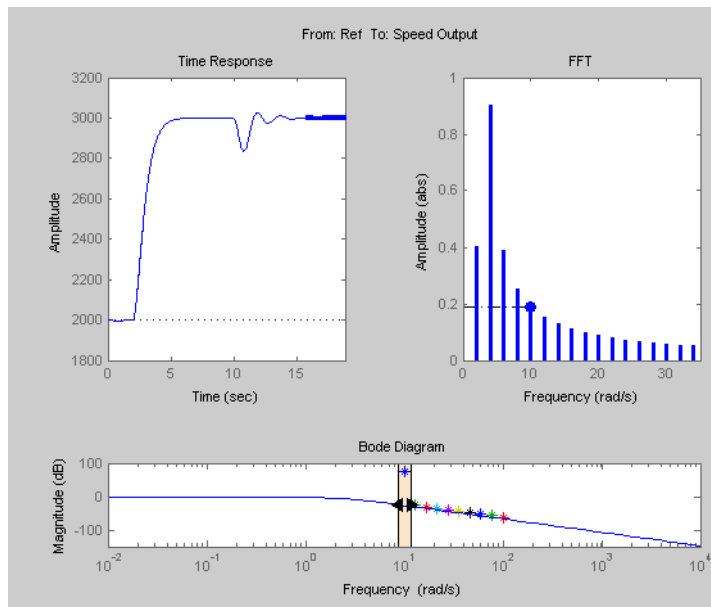 From: Ref To: Speed Output
Time Response
3200
3000
2800
2600
2400
2200
2000
1800
0 5 10 15
Amplitude
Time (sec)
FFT
1
0.8
0.6
0.4
0.2
0
0 10 20 30
Amplitude (abs)
Frequency (rad/s)
Bode Diagram
100
0
-100
10^-2 10^-1 10^0 10^1 10^2 10^3 10^4
Magnitude (dB)
Frequency (rad/s)